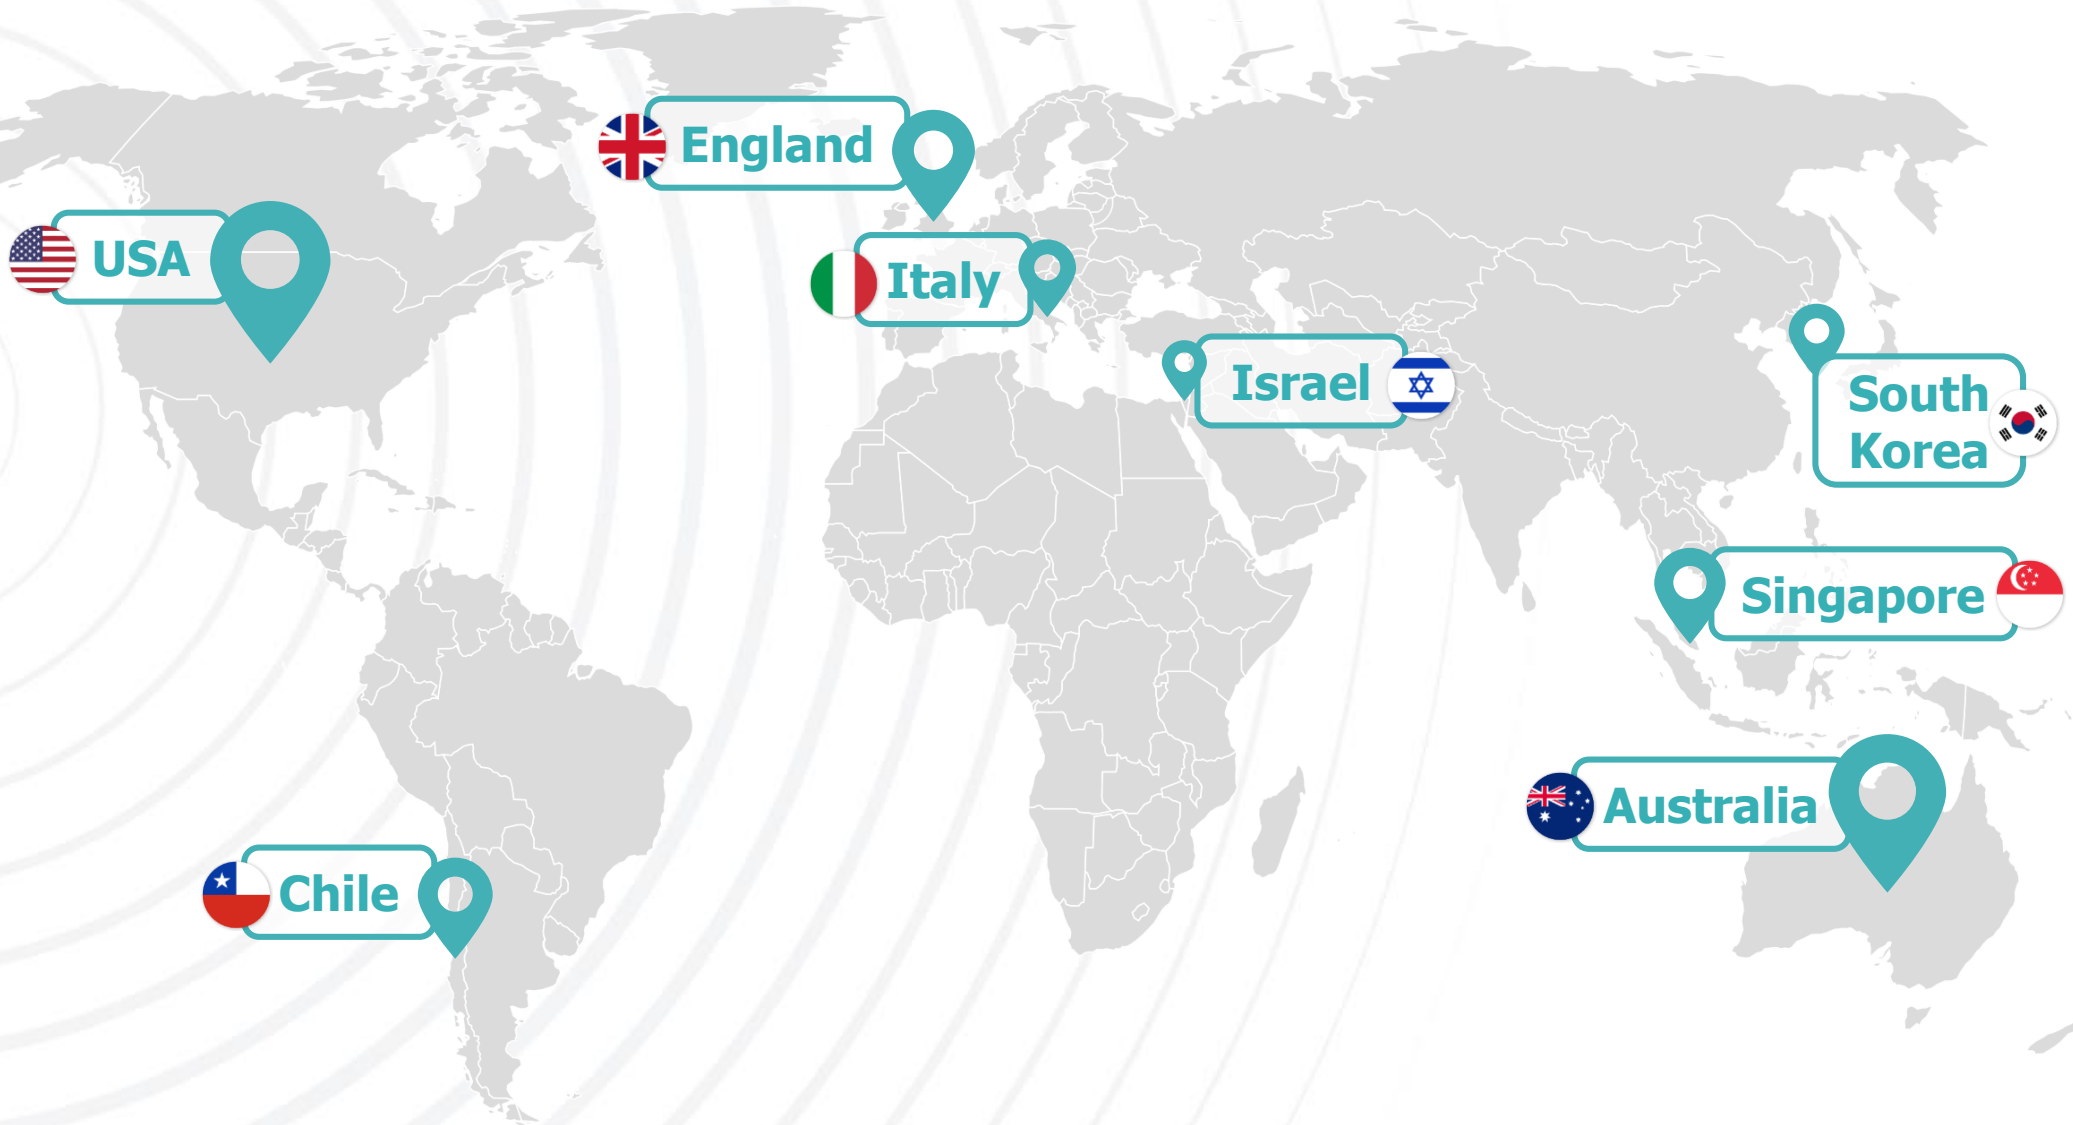 England
USA
Italy
Israel
South
Korea
Singapore
Australia
Chile